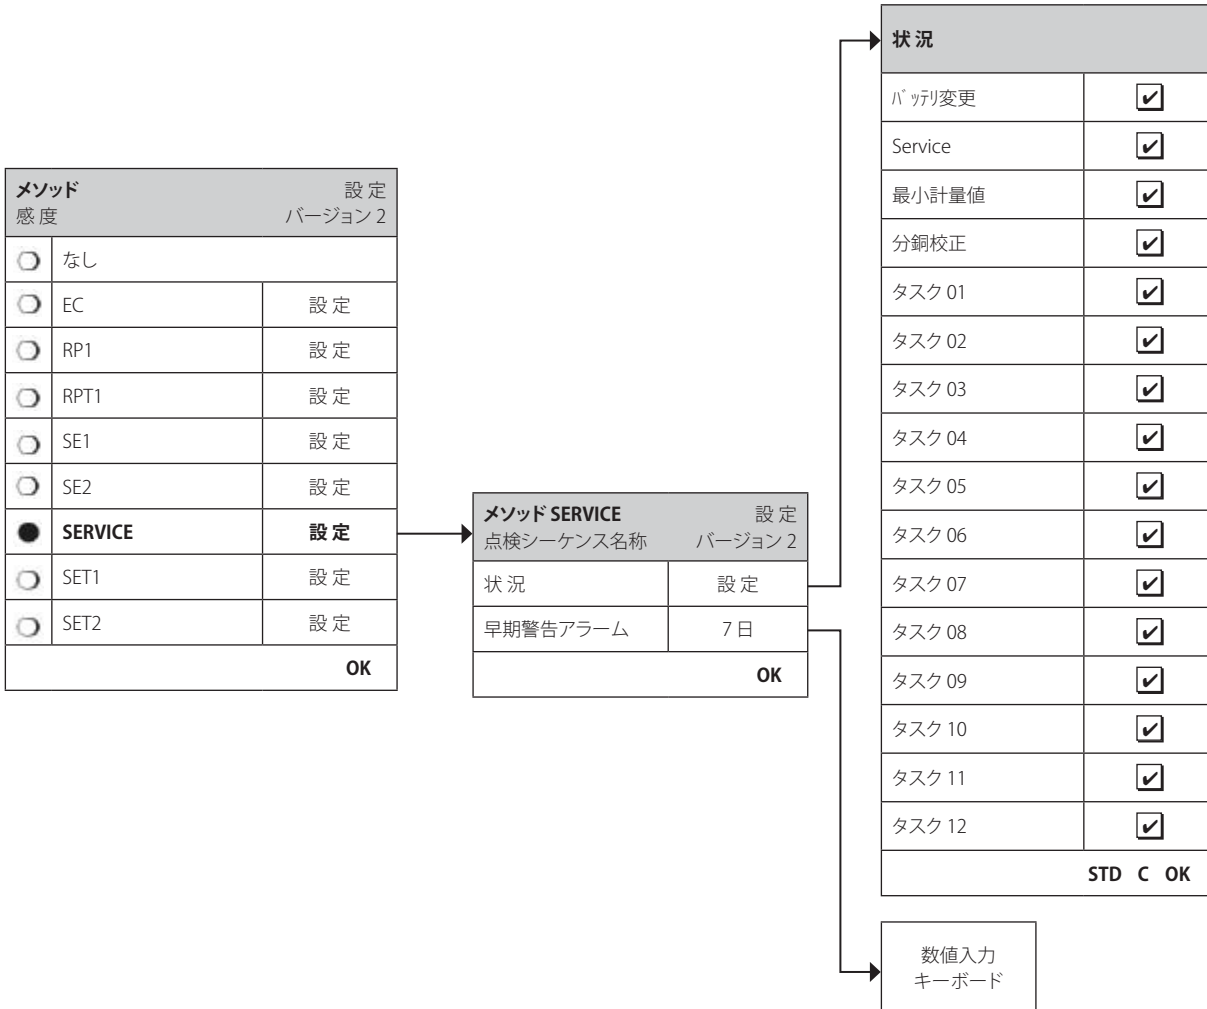 メソッド 設定
感度 バージョン 2
なし
EC 設定
RP1 設定
RPT1 設定
SE1 設定
SE2 設定
SERVICE 設定
SET1 設定
SET2 設定
OK
メソッド SERVICE 設定
点検シーケンス名称 バージョン 2
状況 設定
早期警告アラーム 7 日
OK
状況
ﾊﾞｯﾃﾘ変更
Service
最小計量値
分銅校正
タスク 01
タスク 02
タスク 03
タスク 04
タスク 05
タスク 06
タスク 07
タスク 08
タスク 09
タスク 10
タスク 11
タスク 12
STD C OK
数値入力
キーボード